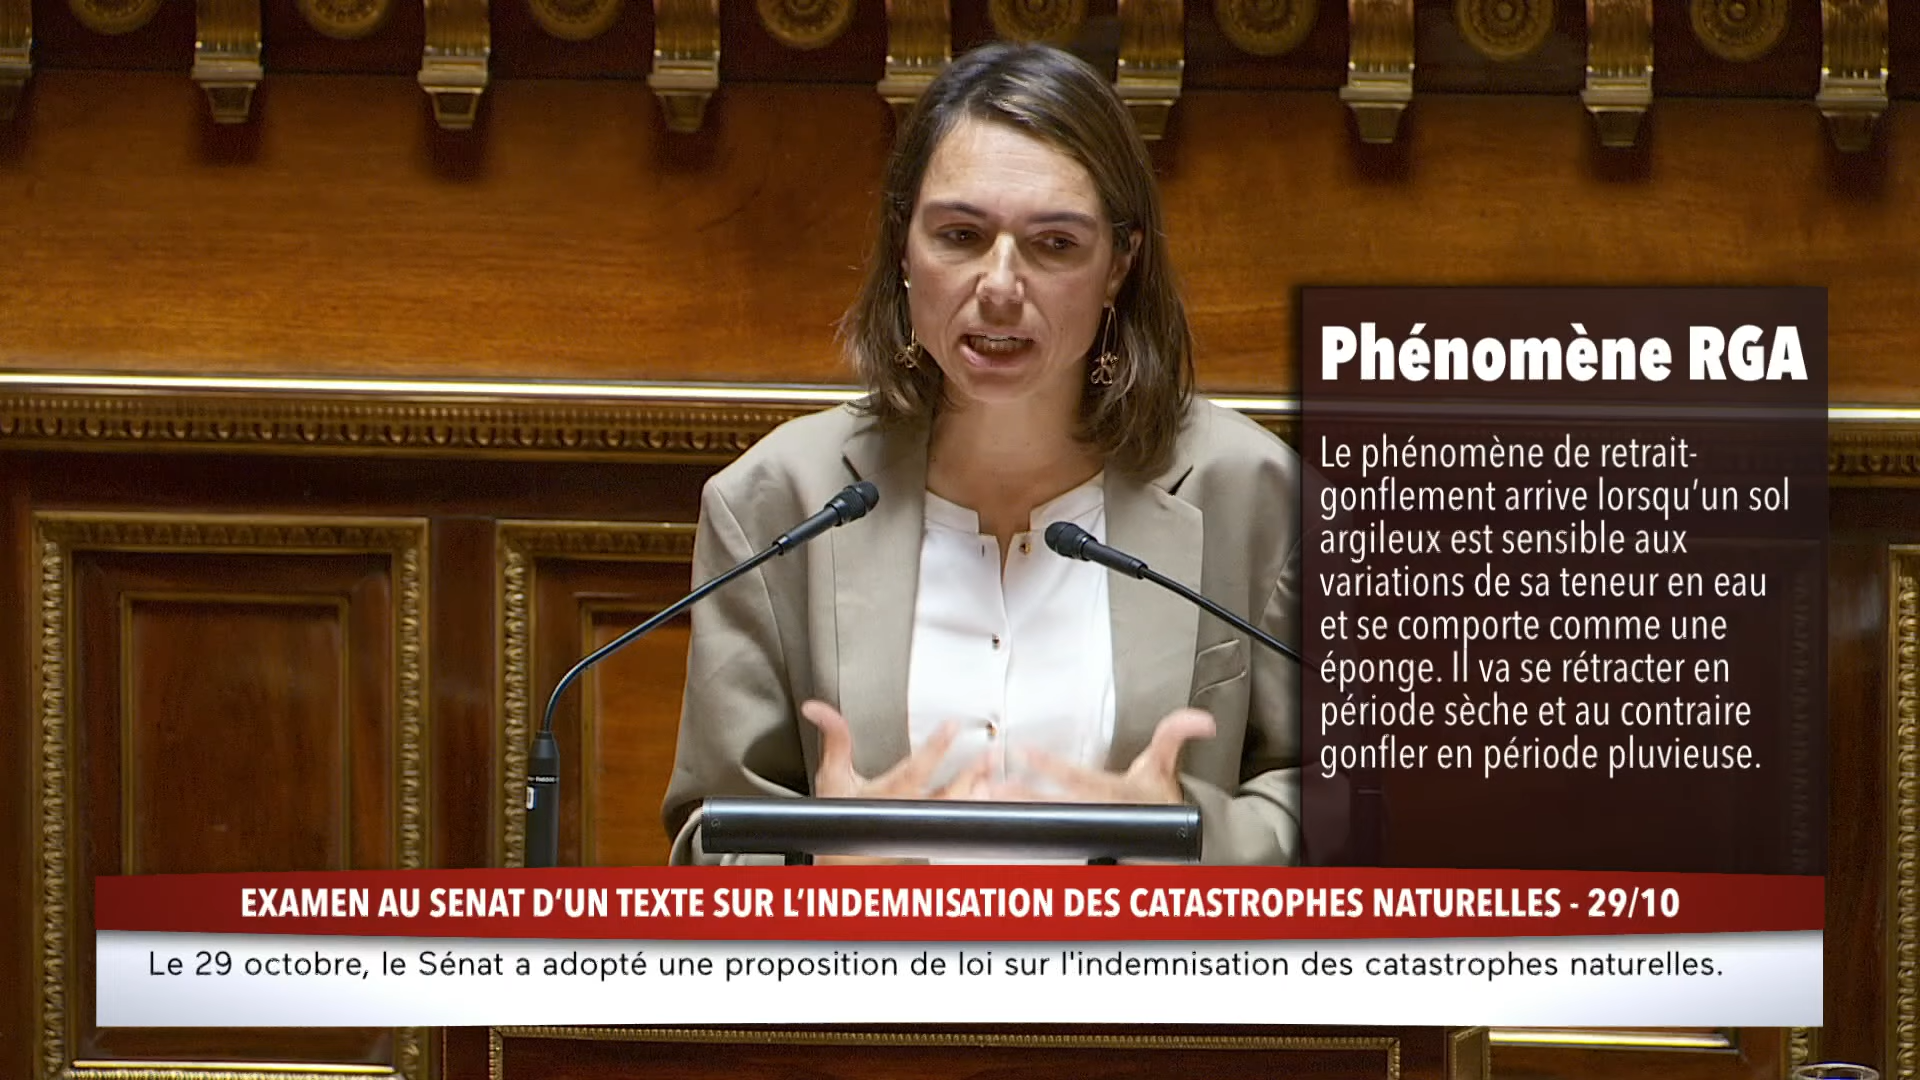 Phénomène RGA
Le phénomène de retrait-
gonflement arrive lorsqu’un sol
argileux est sensible aux
variations de sa teneur en eau
et se comporte comme une
éponge. Il va se rétracter en
période sèche et au contraire
gonfler en période pluvieuse.
EXAMEN AU SENAT D’UN TEXTE SUR L’INDEMNISATION DES CATASTROPHES NATURELLES - 29/10
Le 29 octobre, le Sénat a adopté une proposition de loi sur l'indemnisation des catastrophes naturelles.